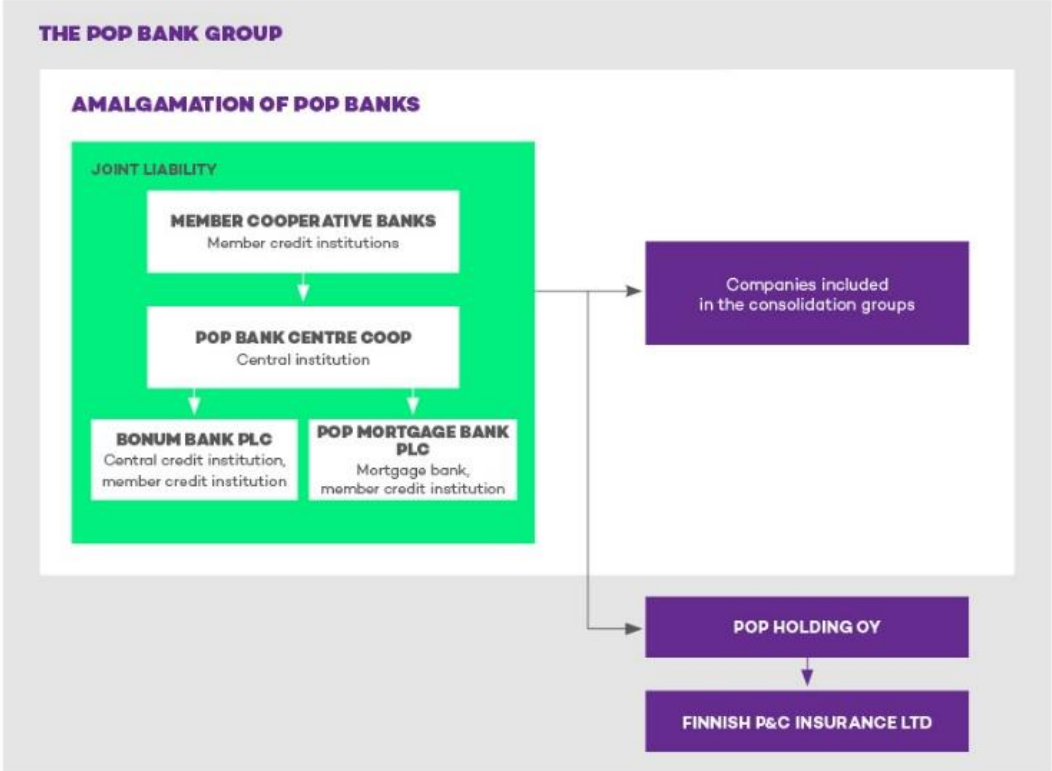 THE POP BANK GROUP
AMALGAMATION OF POP BANKS
JOINT LIABILITY
MEMBER COOPERATIVE BANKS
Member credit institutions
POP BANK CENTRE COOP
Central institution
BONUM BANK PLC
Central credit institution,
member credit institution
POP MORTGAGE BANK
PLC
Mortgage bank,
member credit institution
Companies included
in the consolidation groups
POP HOLDING OY
FINNISH P&C INSURANCE LTD